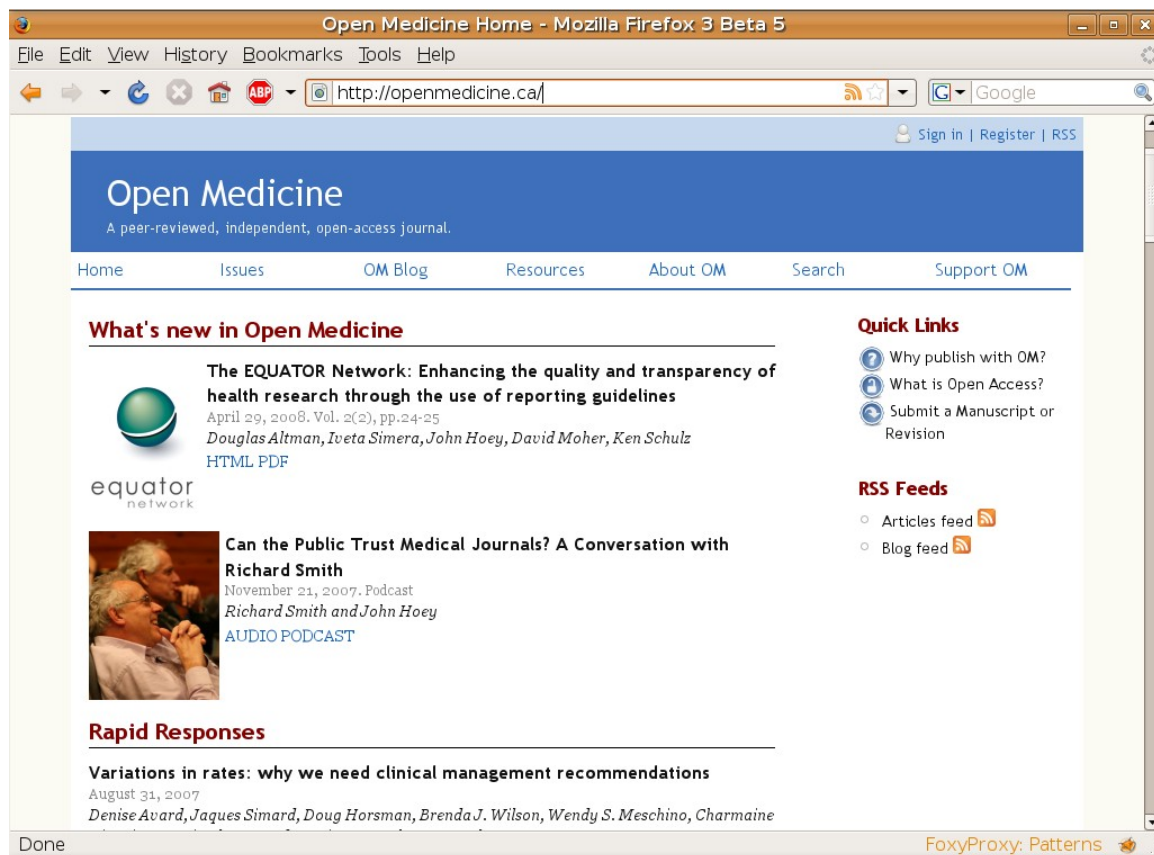 Open Medicine Home - Mozilla Firefox 3 Beta 5
File Edit View History Bookmarks Tools Help
ABP http://openmedicine.ca/ G Google
Sign in | Register | RSS
Open Medicine
A peer-reviewed, independent, open-access journal.
Home Issues OM Blog Resources About OM Search Support OM
What's new in Open Medicine
The EQUATOR Network: Enhancing the quality and transparency of
health research through the use of reporting guidelines
April 29, 2008. Vol. 2(2), pp.24-25
Douglas Altman, Iveta Simera, John Hoey, David Moher, Ken Schulz
HTML PDF
equator
network
Can the Public Trust Medical Journals? A Conversation with
Richard Smith
November 21, 2007. Podcast
Richard Smith and John Hoey
AUDIO PODCAST
Rapid Responses
Variations in rates: why we need clinical management recommendations
August 31, 2007
Denise Avard, Jaques Simard, Doug Horsman, Brenda J. Wilson, Wendy S. Meschino, Charmaine
Quick Links
? Why publish with OM?
What is Open Access?
Submit a Manuscript or
Revision
RSS Feeds
Articles feed
Blog feed
Done FoxyProxy: Patterns